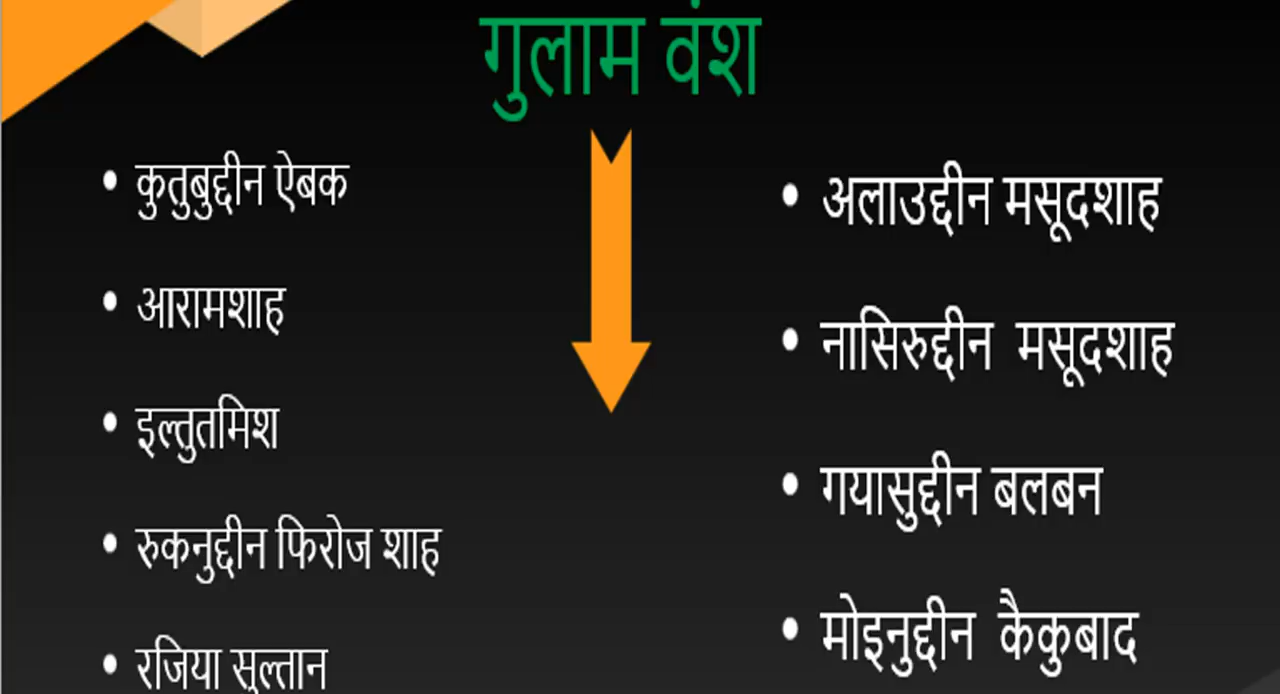 गुलाम वंश
• कुतुबुद्दीन ऐबक
• आरामशाह
• इल्तुतमिश
• रुकनुद्दीन फिरोज शाह
• रजिया सुल्तान
• अलाउद्दीन मसूदशाह
• नासिरुद्दीन मसूदशाह
• गयासुद्दीन बलबन
• मोइनुद्दीन कैकुबाद